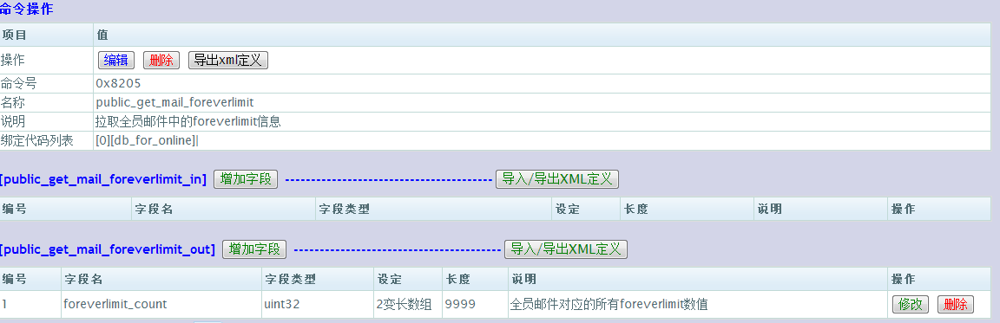 命令操作
项目 值
操作 编辑 删除 导出xml定义
命令号 0x8205
名称 public_get_mail_foreverlimit
说明 拉取全员邮件中的foreverlimit信息
绑定代码列表 [0][db_for_online]|
[public_get_mail_foreverlimit_in] 增加字段 --------------------------------------- 导入/导出XML定义
编号 字段名 字段类型 设定 长度 说明 操作
[public_get_mail_foreverlimit_out] 增加字段 --------------------------------------- 导入/导出XML定义
编号 字段名 字段类型 设定 长度 说明 操作
1 foreverlimit_count uint32 2变长数组 9999 全员邮件对应的所有foreverlimit数值 修改 删除